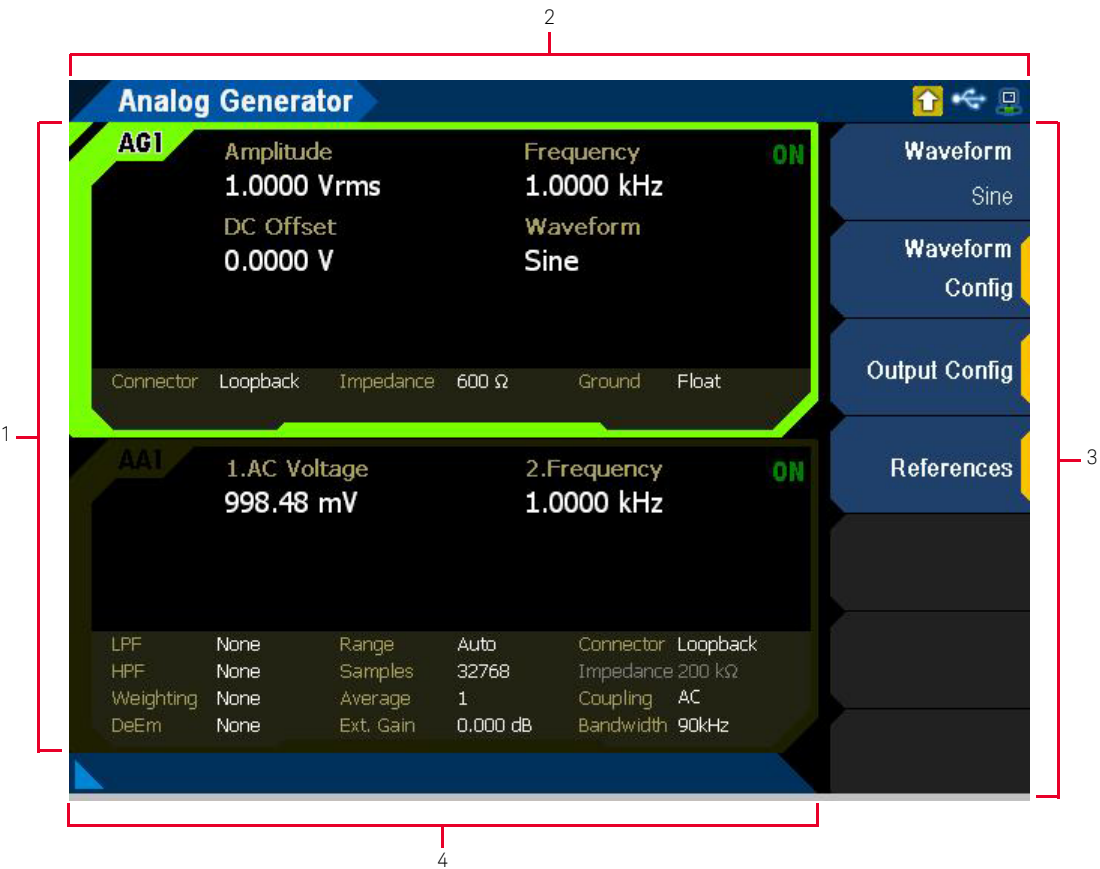 2
Analog Generator
AG1
Amplitude
Frequency
ON
1.0000 Vrms
1.0000 kHz
DC Offset
Waveform
0.0000 V
Sine
Connector Loopback Impedance 600 Ω Ground Float
AA1
1.AC Voltage
2.Frequency
ON
998.48 mV
1.0000 kHz
LPF None Range Auto Connector Loopback
HPF None Samples 32768 Impedance 200 kΩ
Weighting None Average 1 Coupling AC
DeEm None Ext. Gain 0.000 dB Bandwidth 90kHz
Waveform
Sine
Waveform
Config
Output Config
References
1
3
4